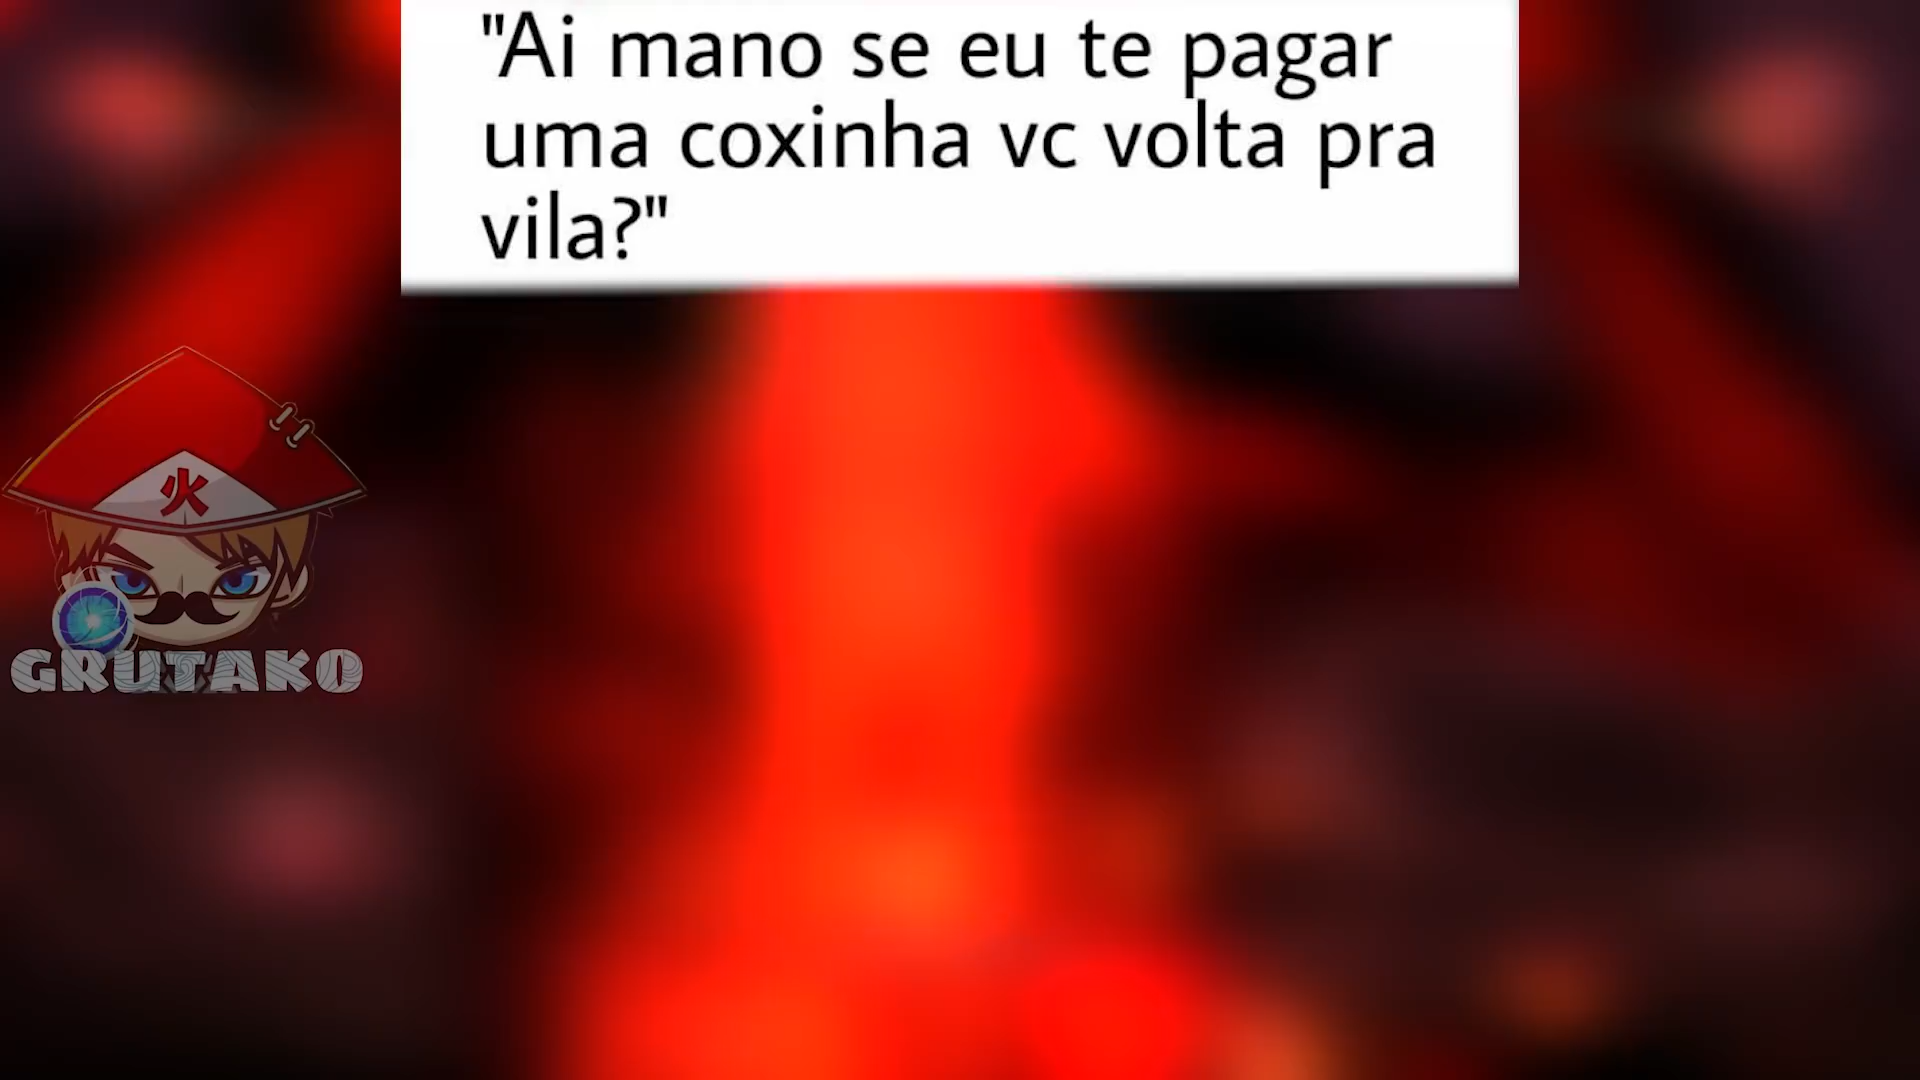 "Ai mano se eu te pagar
uma coxinha vc volta pra
vila?"
火
GRUTAKO